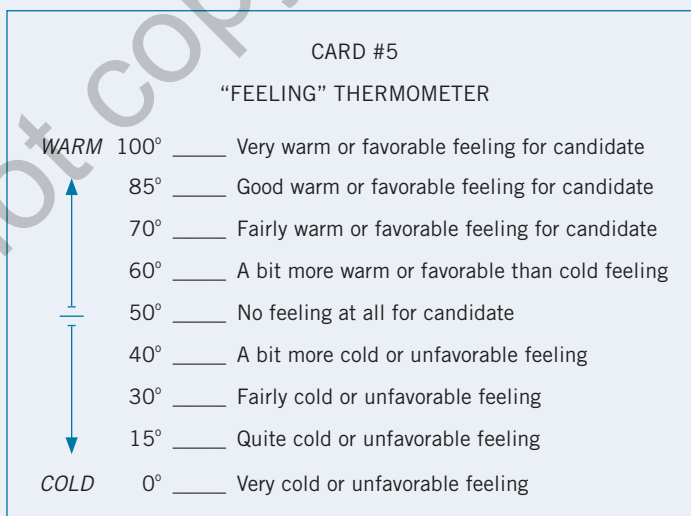 not copy
CARD #5
“FEELING” THERMOMETER
WARM 100° _____ Very warm or favorable feeling for candidate
85° _____ Good warm or favorable feeling for candidate
70° _____ Fairly warm or favorable feeling for candidate
60° _____ A bit more warm or favorable than cold feeling
50° _____ No feeling at all for candidate
40° _____ A bit more cold or unfavorable feeling
30° _____ Fairly cold or unfavorable feeling
15° _____ Quite cold or unfavorable feeling
COLD 0° _____ Very cold or unfavorable feeling